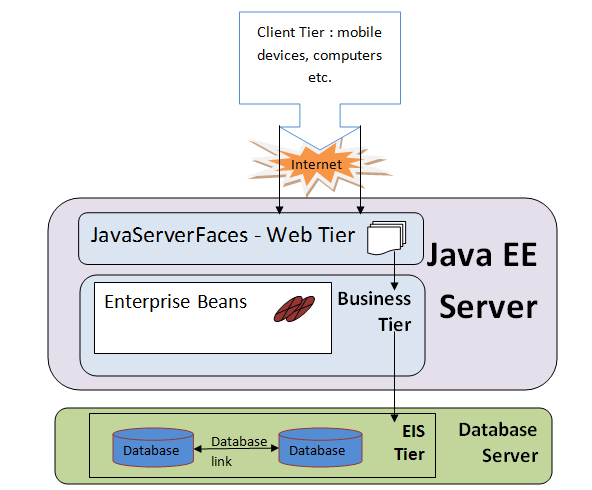 Client Tier : mobile
devices, computers
etc.
Internet
JavaServerFaces - Web Tier
Java EE
Server
Enterprise Beans
Business
Tier
EIS
Tier
Database
Server
Database
Database
link
Database